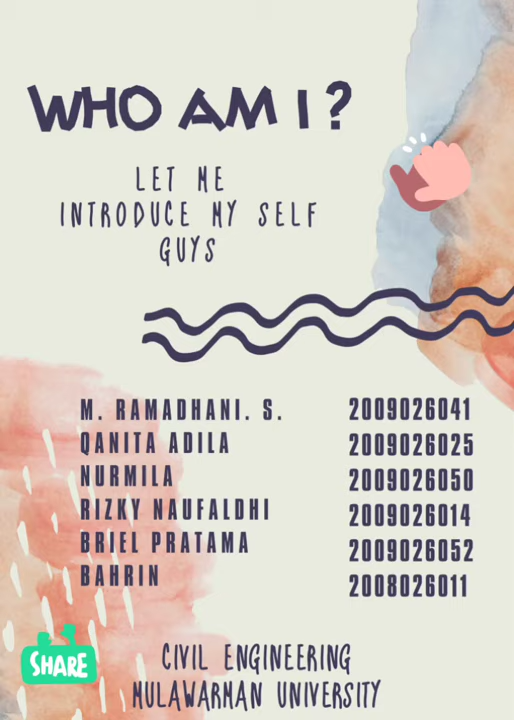 WHO AM I?
LET ME
INTRODUCE MY SELF
GUYS
M. RAMADHANI. S. 2009026041
QANITA ADILA 2009026025
NURMILA 2009026050
RIZKY NAUFALDHI 2009026014
BRIEL PRATAMA 2009026052
BAHRIN 2008026011
SHARE
CIVIL ENGINEERING
MULAWARMAN UNIVERSITY